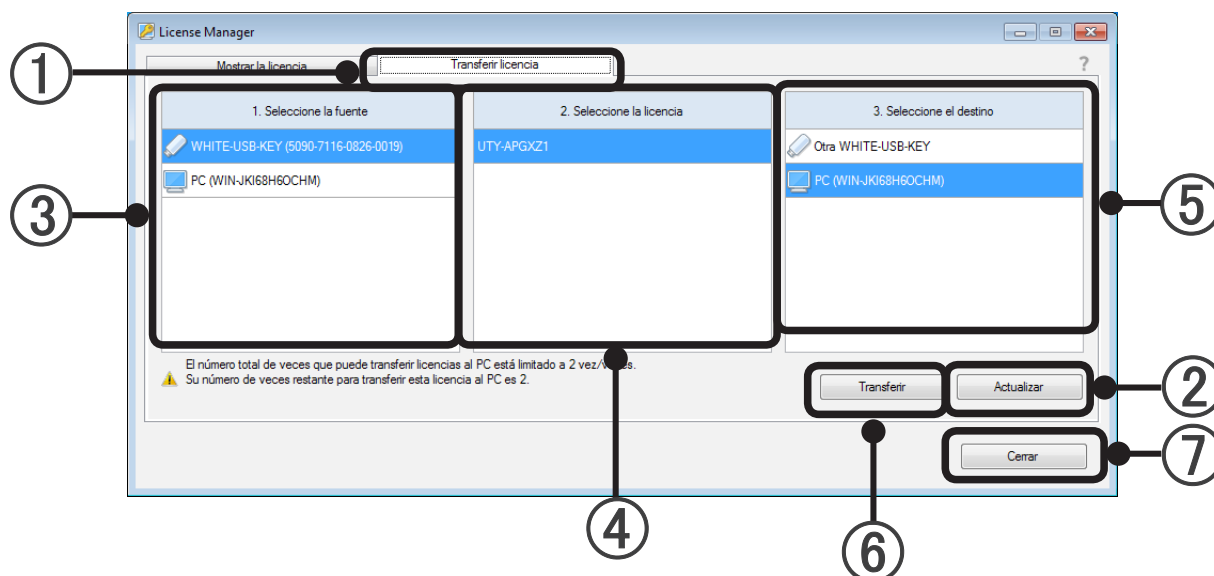 License Manager
①
Mostrar la licencia
Transferir licencia
?
1. Seleccione la fuente
2. Seleccione la licencia
3. Seleccione el destino
WHITE-USB-KEY (5090-7116-0826-0019)
UTY-APGXZ1
Otra WHITE-USB-KEY
PC (WIN-JKI68H6OCHM)
PC (WIN-JKI68H6OCHM)
③
⑤
El número total de veces que puede transferir licencias al PC está limitado a 2 vez/veces.
Su número de veces restante para transferir esta licencia al PC es 2.
Transferir
Actualizar
②
Cerrar
⑦
④
⑥